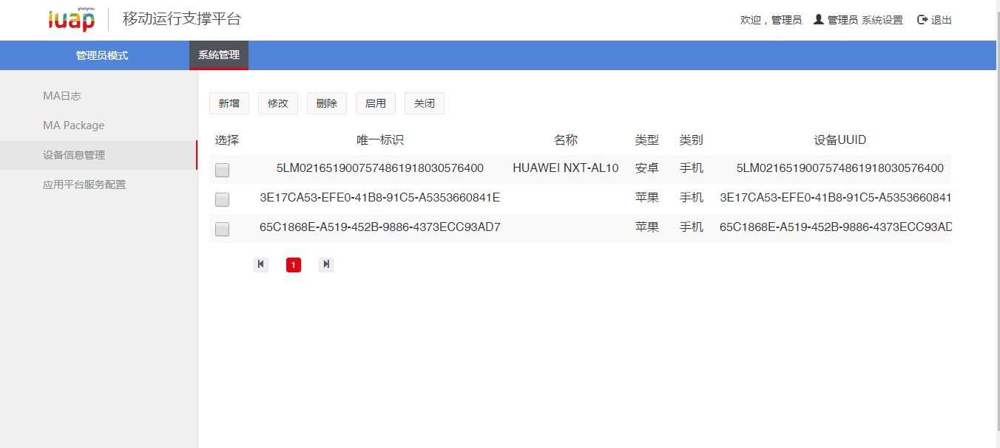 yonyou
iuap
移动运行支撑平台
欢迎，管理员 管理员 系统设置 退出
管理员模式 系统管理
MA日志
MA Package
设备信息管理
应用平台服务配置
新增 修改 删除 启用 关闭
选择 唯一标识 名称 类型 类别 设备UUID
5LM0216519007574861918030576400 HUAWEI NXT-AL10 安卓 手机 5LM0216519007574861918030576400
3E17CA53-EFE0-41B8-91C5-A5353660841E 苹果 手机 3E17CA53-EFE0-41B8-91C5-A5353660841
65C1868E-A519-452B-9886-4373ECC93AD7 苹果 手机 65C1868E-A519-452B-9886-4373ECC93AD
1